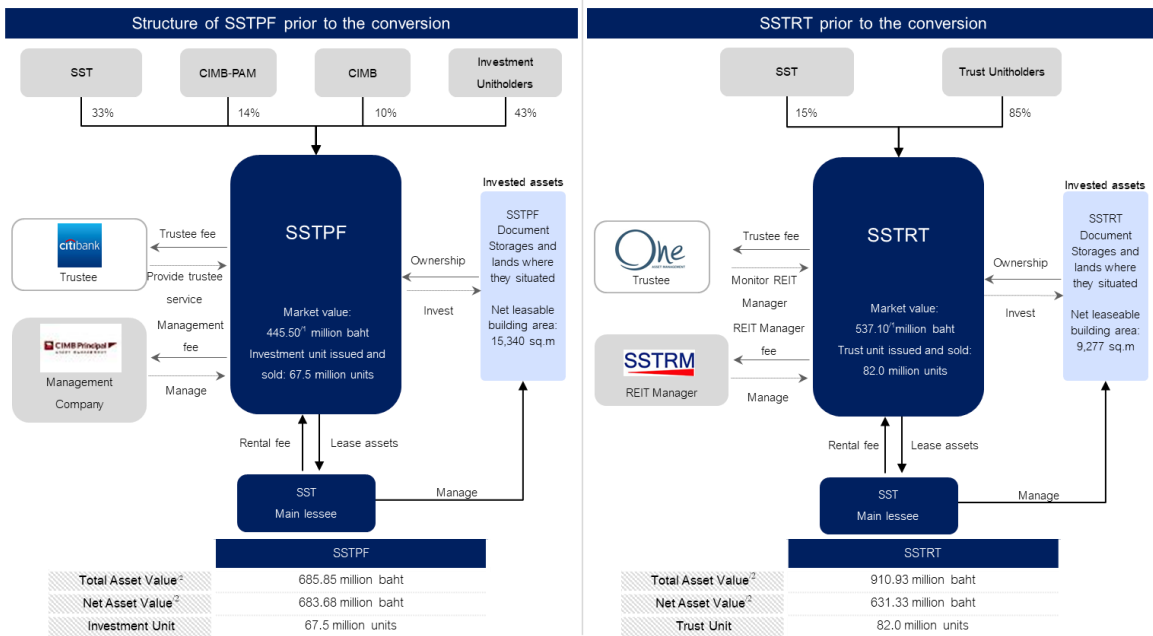 Structure of SSTPF prior to the conversion
SST
CIMB-PAM
CIMB
Investment
Unitholders
33%
14%
10%
43%
SSTPF
Market value:
445.50/1 million baht
Investment unit issued and
sold: 67.5 million units
citibank
Trustee
Trustee fee
Provide trustee
service
CIMB Principal
ASSET MANAGEMENT
Management
Company
Management
fee
Manage
Ownership
Invest
Invested assets
SSTPF
Document
Storages and
lands where
they situated
Net leasable
building area:
15,340 sq.m
Rental fee
Lease assets
SST
Main lessee
Manage
SSTPF
Total Asset Value/2
685.85 million baht
Net Asset Value/2
683.68 million baht
Investment Unit
67.5 million units
SSTRT prior to the conversion
SST
Trust Unitholders
15%
85%
SSTRT
Market value:
537.10/1million baht
Trust unit issued and sold:
82.0 million units
One
ASSET MANAGEMENT
Trustee
Trustee fee
Monitor REIT
Manager
SSTRM
REIT Manager
REIT Manager
fee
Manage
Ownership
Invest
Invested assets
SSTRT
Document
Storages and
lands where
they situated
Net leaseable
building area:
9,277 sq.m
Rental fee
Lease assets
SST
Main lessee
Manage
SSTRT
Total Asset Value/2
910.93 million baht
Net Asset Value/2
631.33 million baht
Trust Unit
82.0 million units